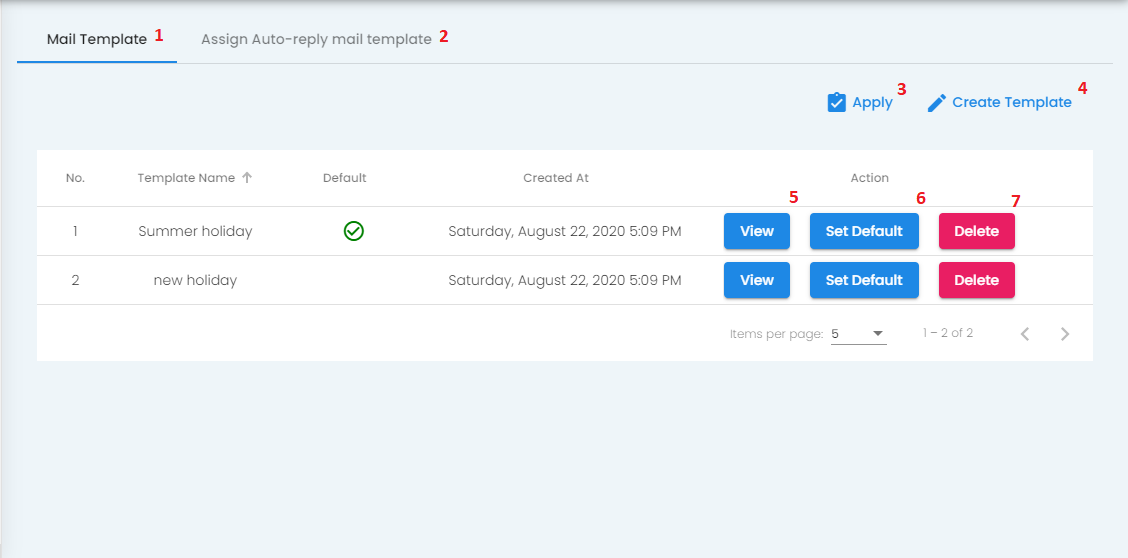 Mail Template 1 Assign Auto-reply mail template 2
Apply 3 Create Template 4
No. Template Name Default Created At Action
5 6 7
1 Summer holiday Saturday, August 22, 2020 5:09 PM View Set Default Delete
2 new holiday Saturday, August 22, 2020 5:09 PM View Set Default Delete
Items per page: 5 1 – 2 of 2